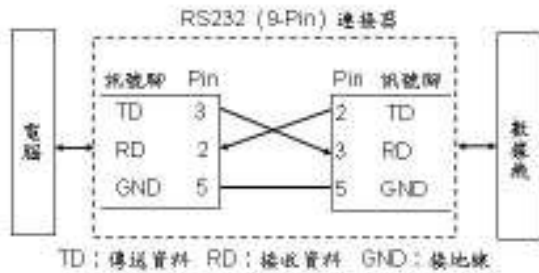 RS232 (9-Pin) 連接器
訊號腳 Pin
Pin 訊號腳
TD 3
2 TD
RD 2
3 RD
GND 5
5 GND
電腦
數據機
TD：傳送資料 RD：接收資料 GND：接地線